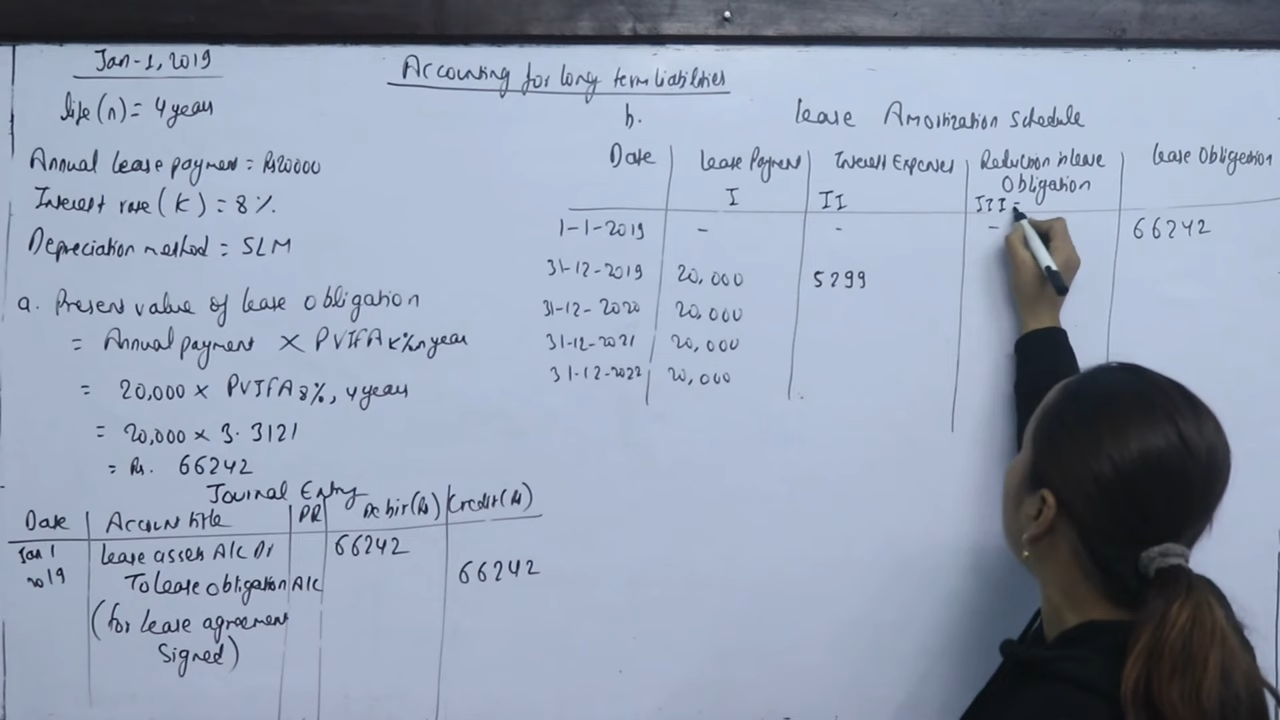 Jan-1, 2019
life (n) = 4 years
Annual lease payment = Rs 20000
Interest rate (K) = 8%.
Depreciation method = SLM
a. Present value of lease obligation
= Annual payment × PVIFA k%, n year
= 20,000 × PVIFA 8%, 4 years
= 20,000 × 3.3121
= Rs. 66242
Journal Entry
Date | Account title | PR | Debit (Rs) | Credit (Rs)
Jan 1 2019 | Lease assets A/c Dr | | 66242
To lease obligation A/c | | | 66242
(for lease agreement
signed)
Accounting for long term liabilities
b. Lease Amortization Schedule
Date | Lease Payment | Interest Expenses | Reduction in lease | Lease Obligation
Obligation
I | II | III =
1-1-2019 | - | - | - | 66242
31-12-2019 | 20,000 | 5299
31-12-2020 | 20,000
31-12-2021 | 20,000
31-12-2022 | 20,000